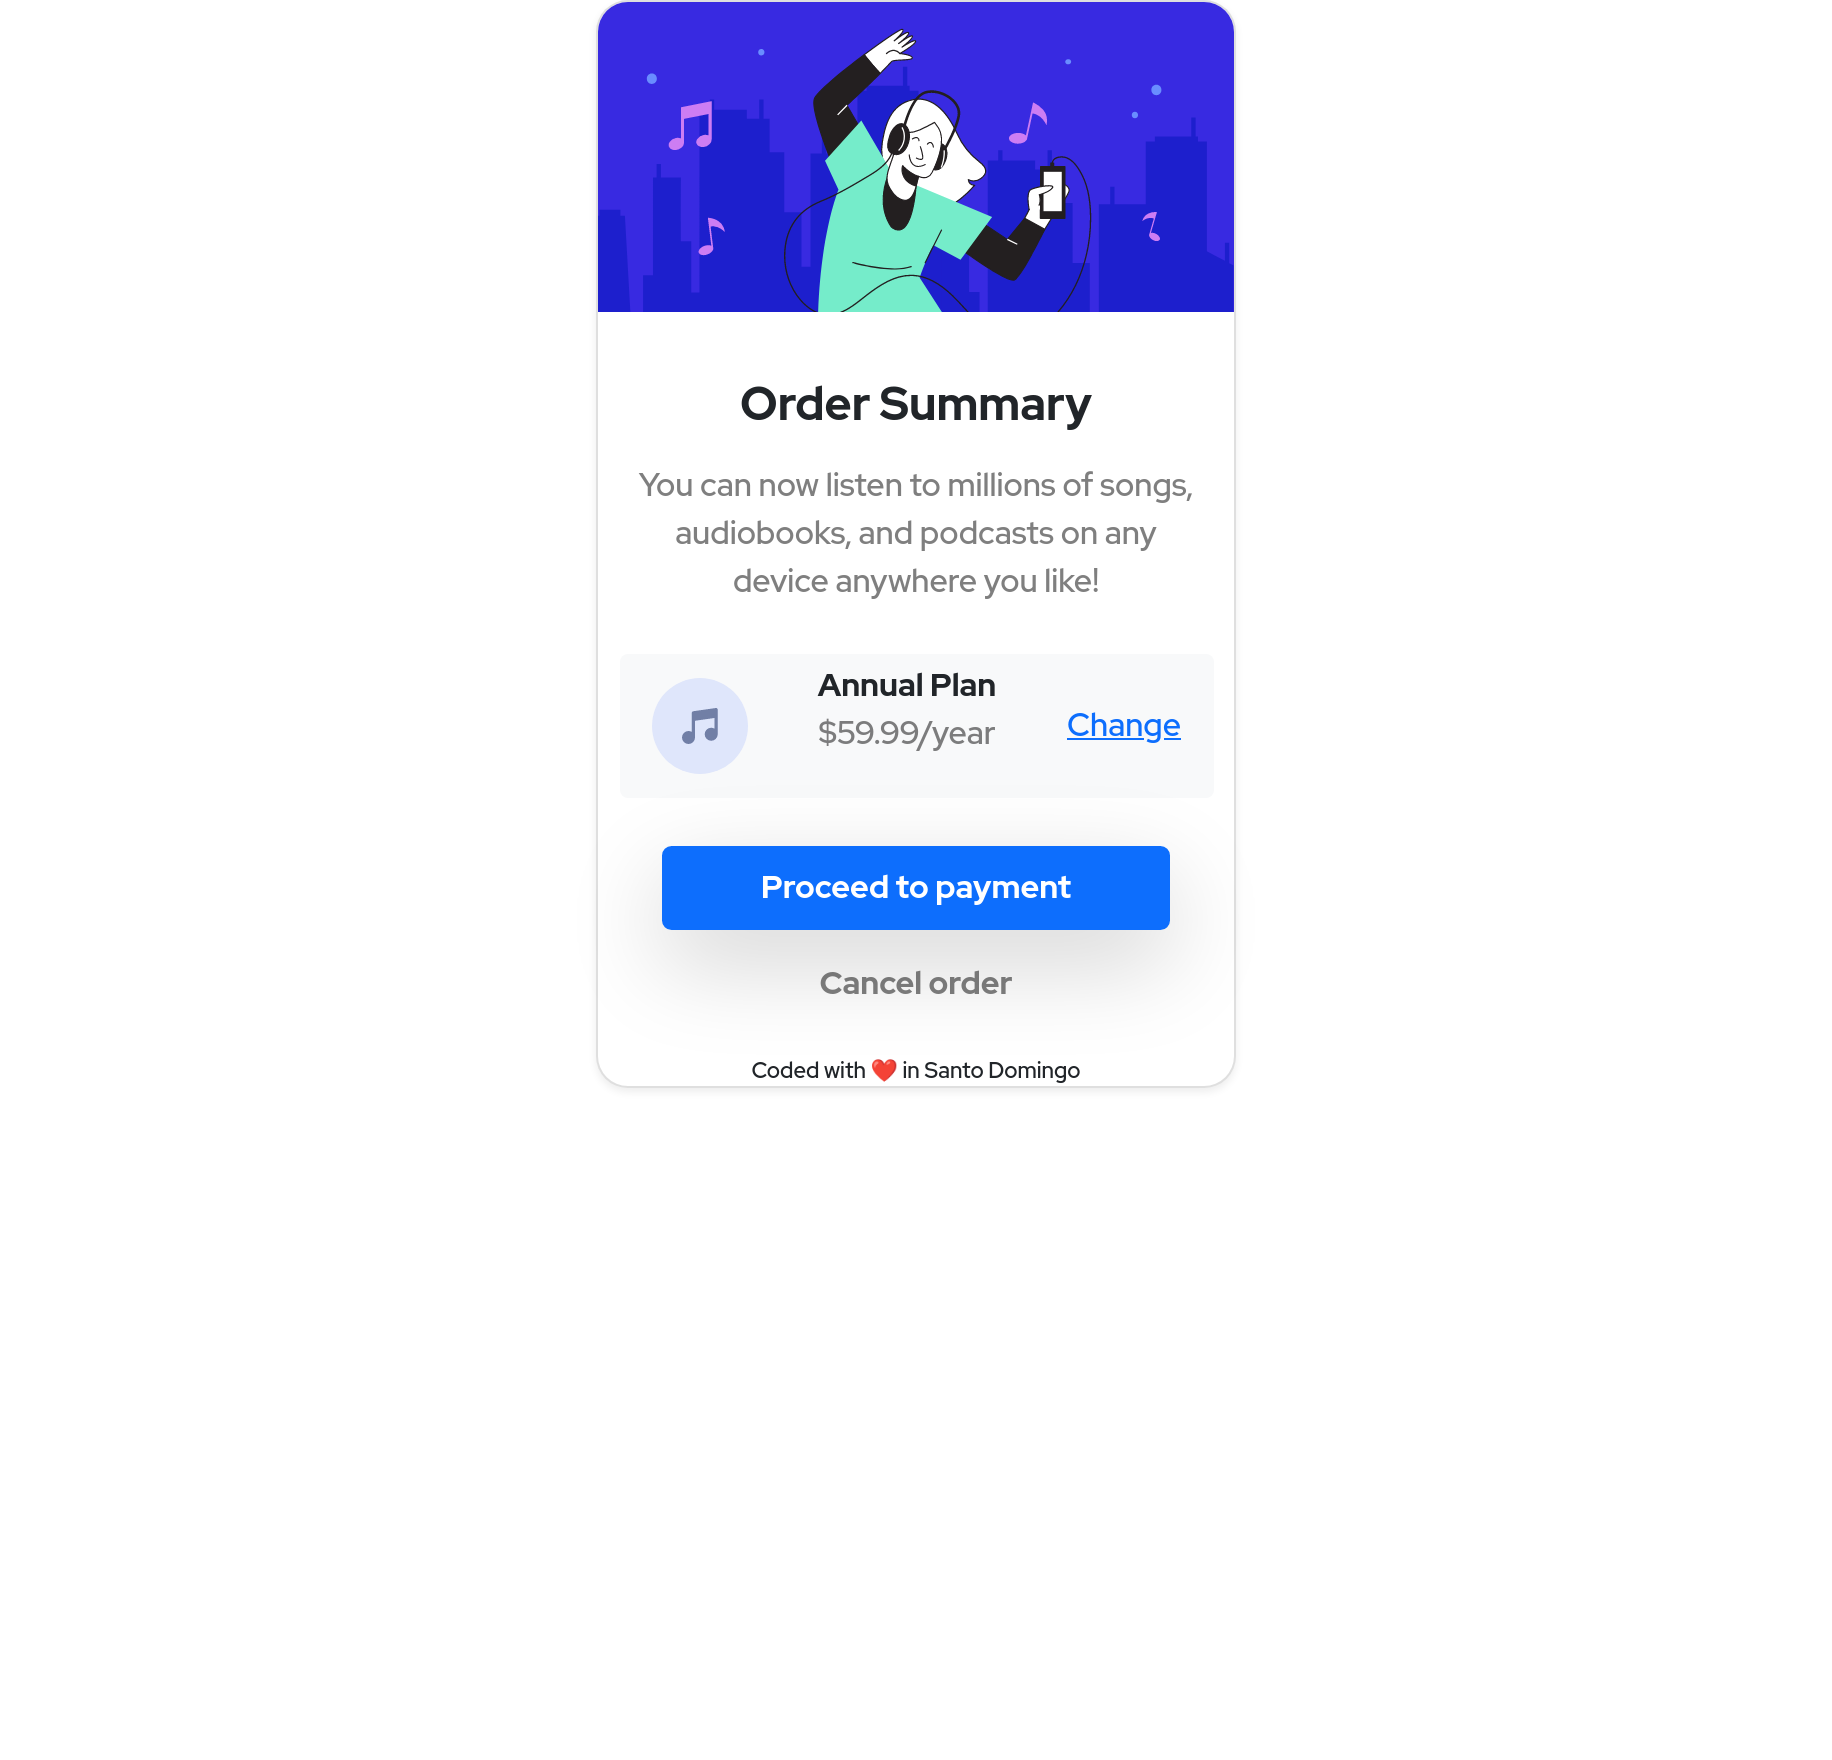 Order Summary
You can now listen to millions of songs,
audiobooks, and podcasts on any
device anywhere you like!
Annual Plan
$59.99/year
Change
Proceed to payment
Cancel order
Coded with ❤️ in Santo Domingo